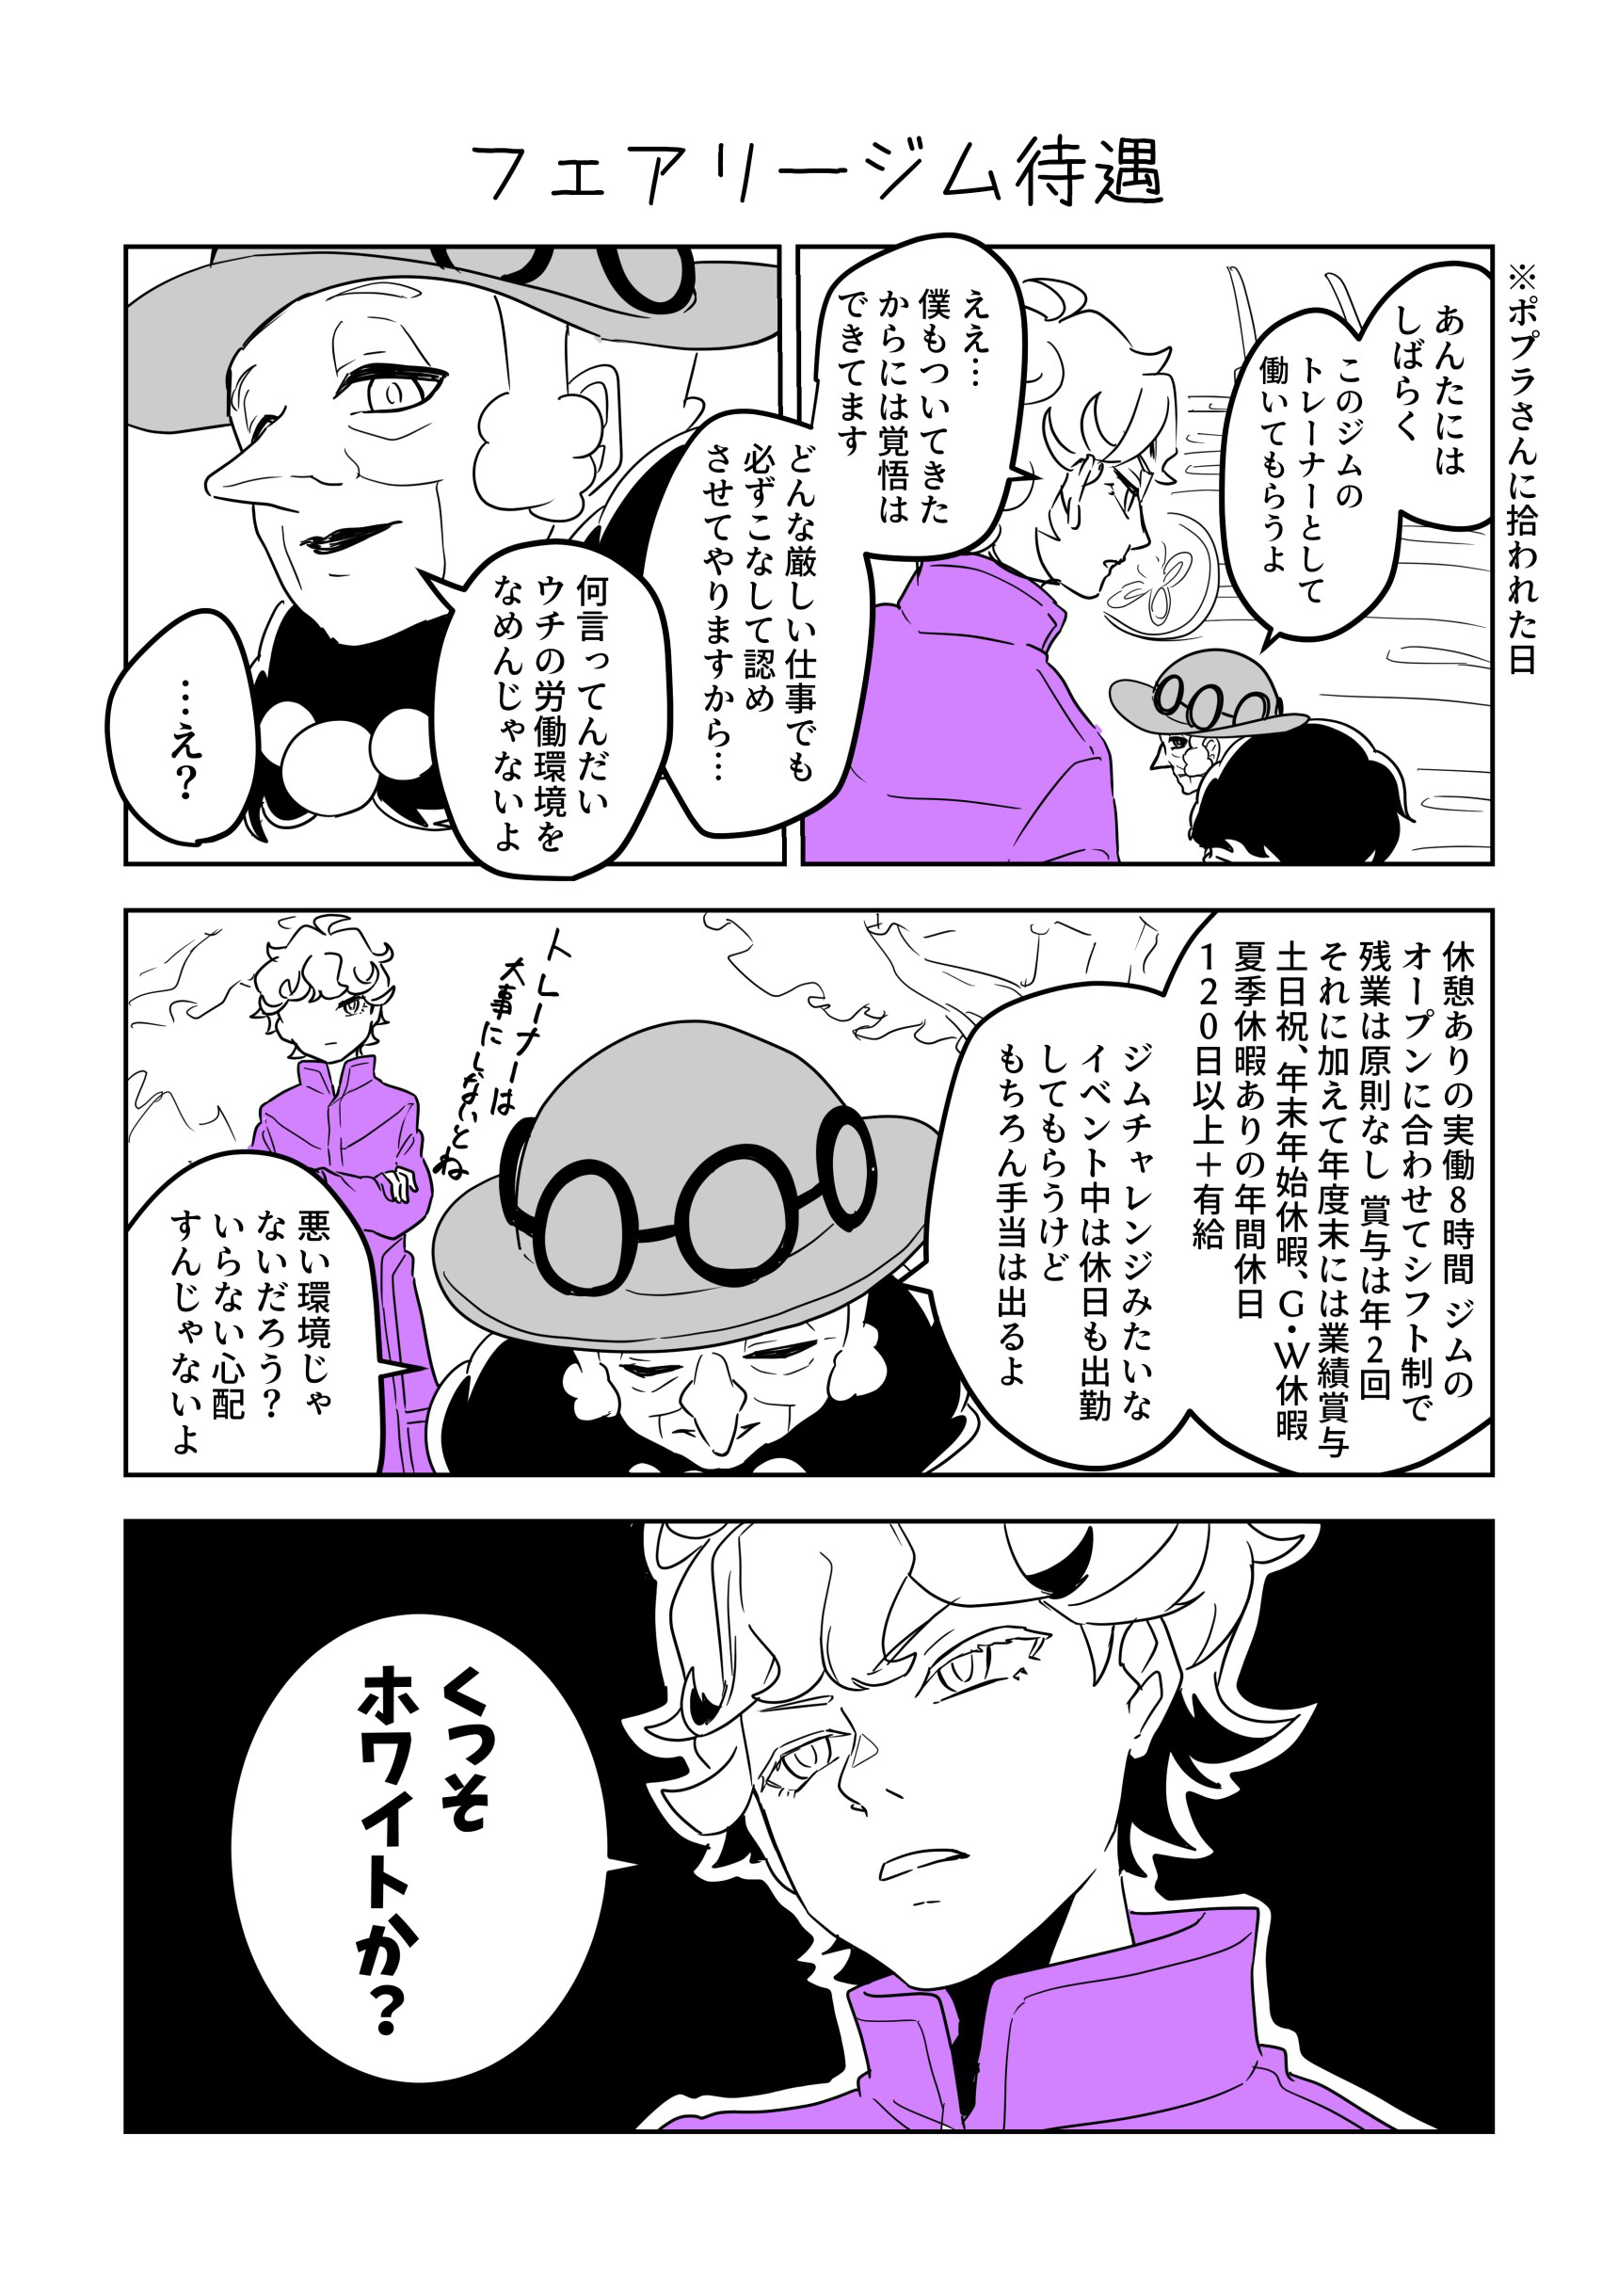 フェアリージム待遇
※ポプラさんに拾われた日
あんたには
しばらく
このジムの
トレーナーとして
働いてもらうよ
ええ…
僕もついてきた
からには覚悟は
できてます
どんな厳しい仕事でも
必ずこなして認め
させてやりますから…
何言ってんだい
ウチの労働環境を
なめんじゃないよ
…え?
休憩ありの実働8時間 ジムの
オープンに合わせてシフト制で
残業は原則なし 賞与は年2回
それに加えて年度末には業績賞与
土日祝、年末年始休暇、G・W休暇
夏季休暇ありの年間休日
120日以上+有給
ジムチャレンジみたいな
イベント中は休日も出勤
してもらうけど
もちろん手当は出るよ
トレーナーは
大事にしないとね
悪い環境じゃ
ないだろう?
いらない心配
すんじゃないよ
くっそ
ホワイトか?